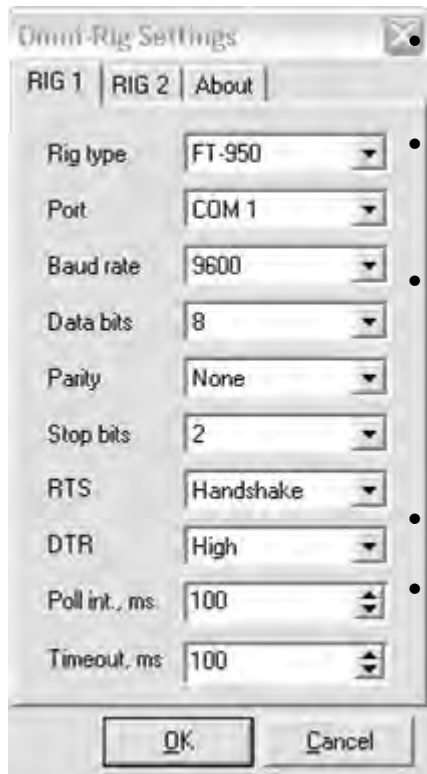 Omni-Rig Settings
RIG 1 RIG 2 About
Rig type FT-950
Port COM 1
Baud rate 9600
Data bits 8
Parity None
Stop bits 2
RTS Handshake
DTR High
Poll int., ms 100
Timeout, ms 100
OK Cancel